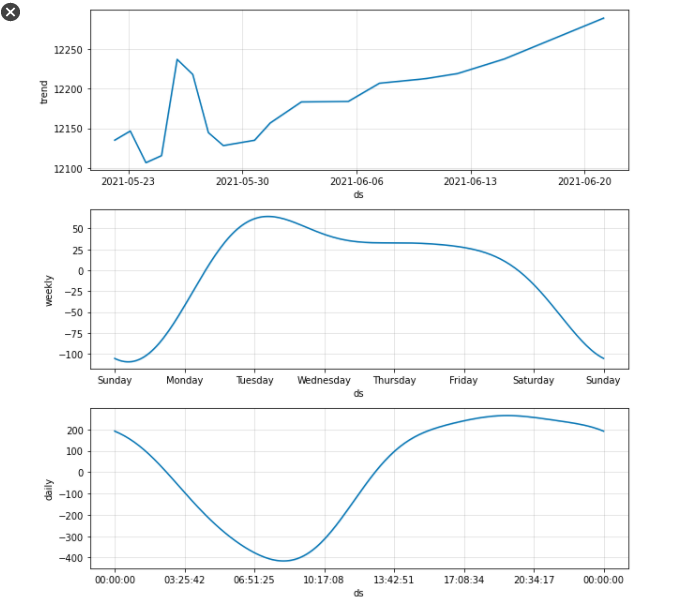 12250
12200
12150
12100
trend
2021-05-23 2021-05-30 2021-06-06 2021-06-13 2021-06-20
ds
50
25
0
−25
−50
−75
−100
weekly
Sunday Monday Tuesday Wednesday Thursday Friday Saturday Sunday
ds
200
100
0
−100
−200
−300
−400
daily
00:00:00 03:25:42 06:51:25 10:17:08 13:42:51 17:08:34 20:34:17 00:00:00
ds